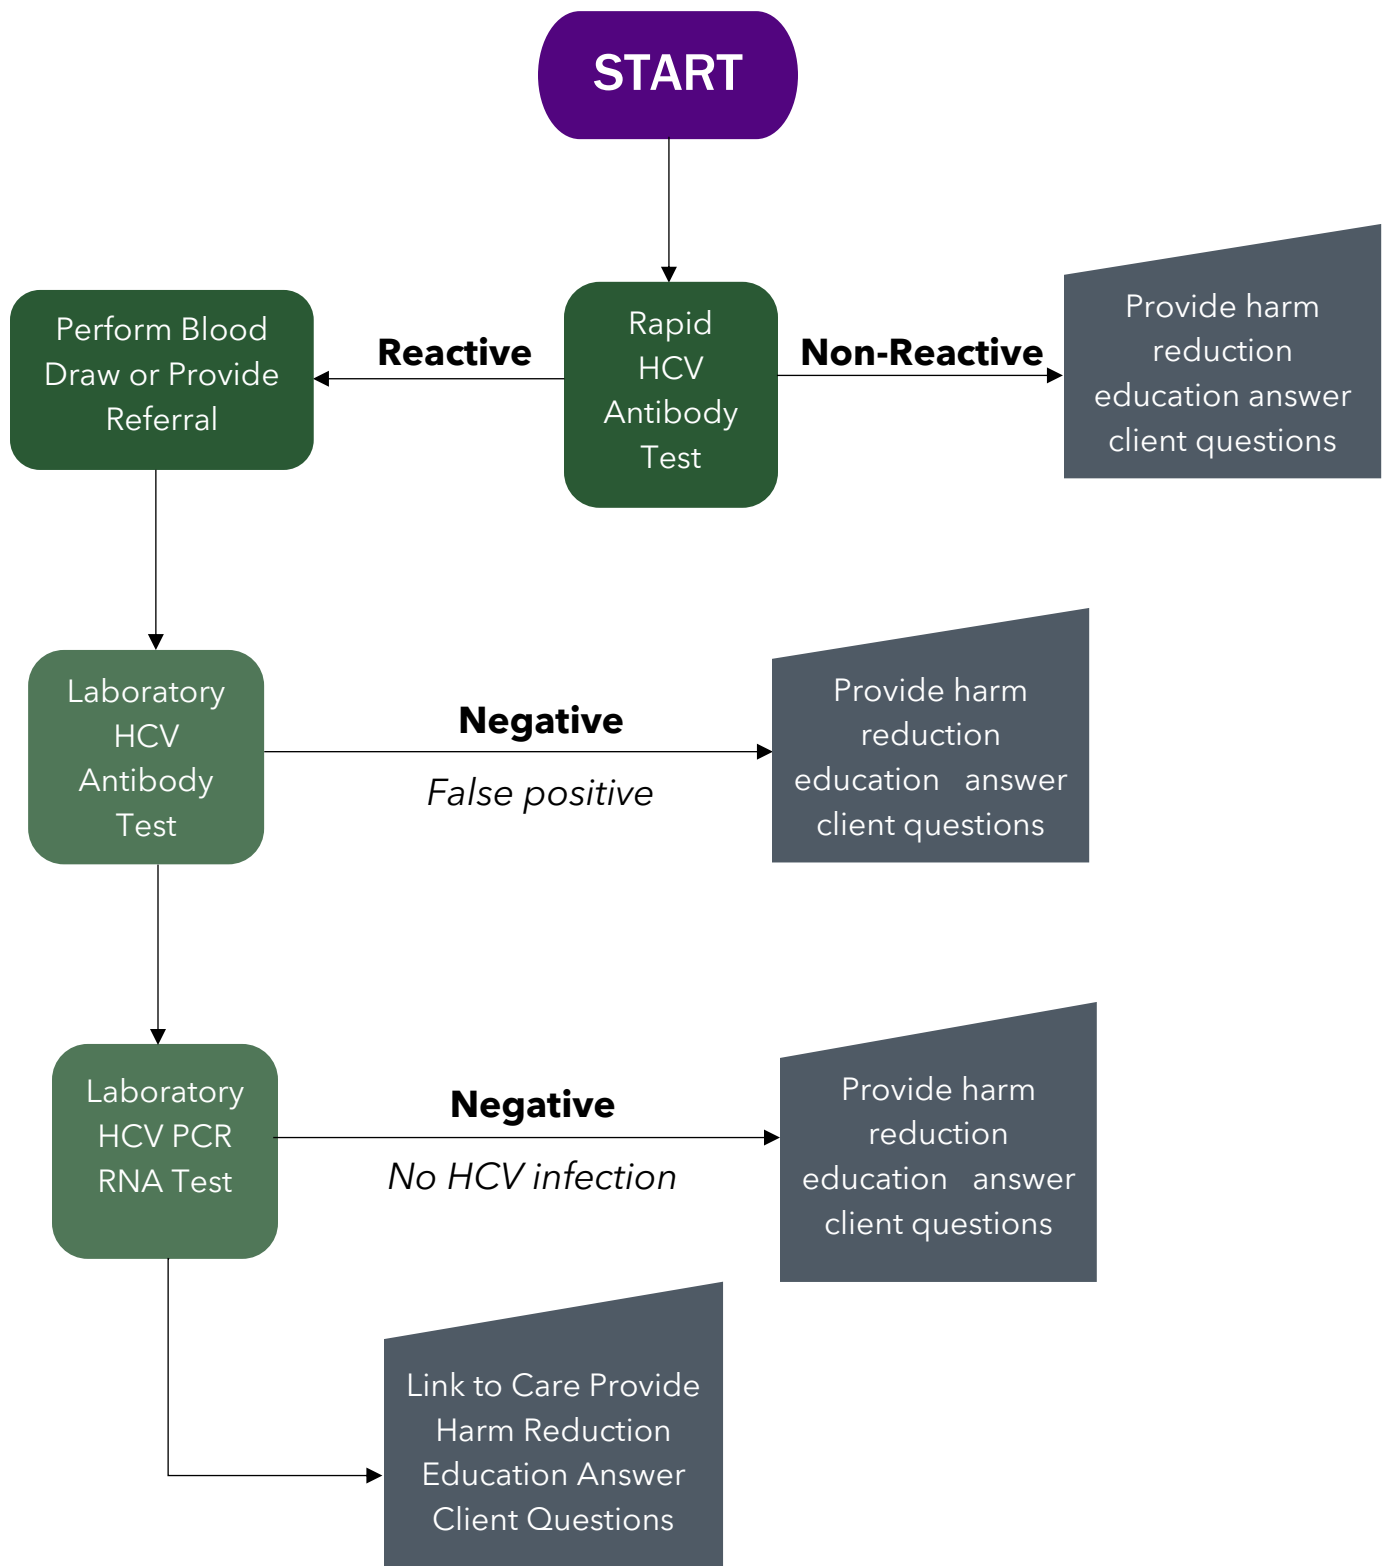 START
Perform Blood
Draw or Provide
Referral
Reactive
Rapid
HCV
Antibody
Test
Non-Reactive
Provide harm
reduction
education answer
client questions
Laboratory
HCV
Antibody
Test
Negative
False positive
Provide harm
reduction
education answer
client questions
Laboratory
HCV PCR
RNA Test
Negative
No HCV infection
Provide harm
reduction
education answer
client questions
Link to Care Provide
Harm Reduction
Education Answer
Client Questions